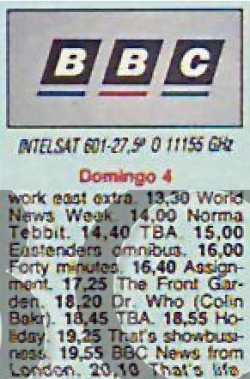 BBC
INTELSAT 601-27,5º O 11155 GHz
Domingo 4
work east extra. 13,30 World
News Week. 14,00 Norma
Tebbit. 14,40 TBA. 15,00
Eastenders omnibus. 16,00
Forty minutes. 16,40 Assign-
ment. 17,25 The Front Gar-
den. 18,20 Dr. Who (Colin
Bakr). 18,45 TBA. 18,55 Ho-
liday. 19,25 That's showbusi-
ness. 19,55 BBC News from
London. 20,10 That's life,